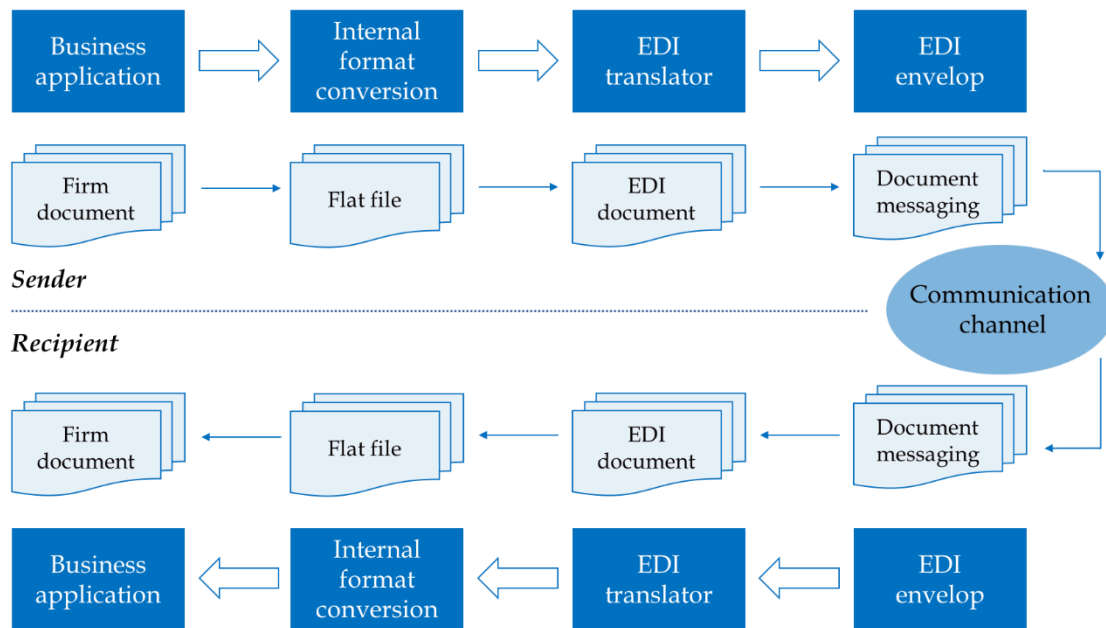 Business
application
Internal
format
conversion
EDI
translator
EDI
envelop
Firm
document
Flat file
EDI
document
Document
messaging
Sender
Communication
channel
Recipient
Firm
document
Flat file
EDI
document
Document
messaging
Business
application
Internal
format
conversion
EDI
translator
EDI
envelop